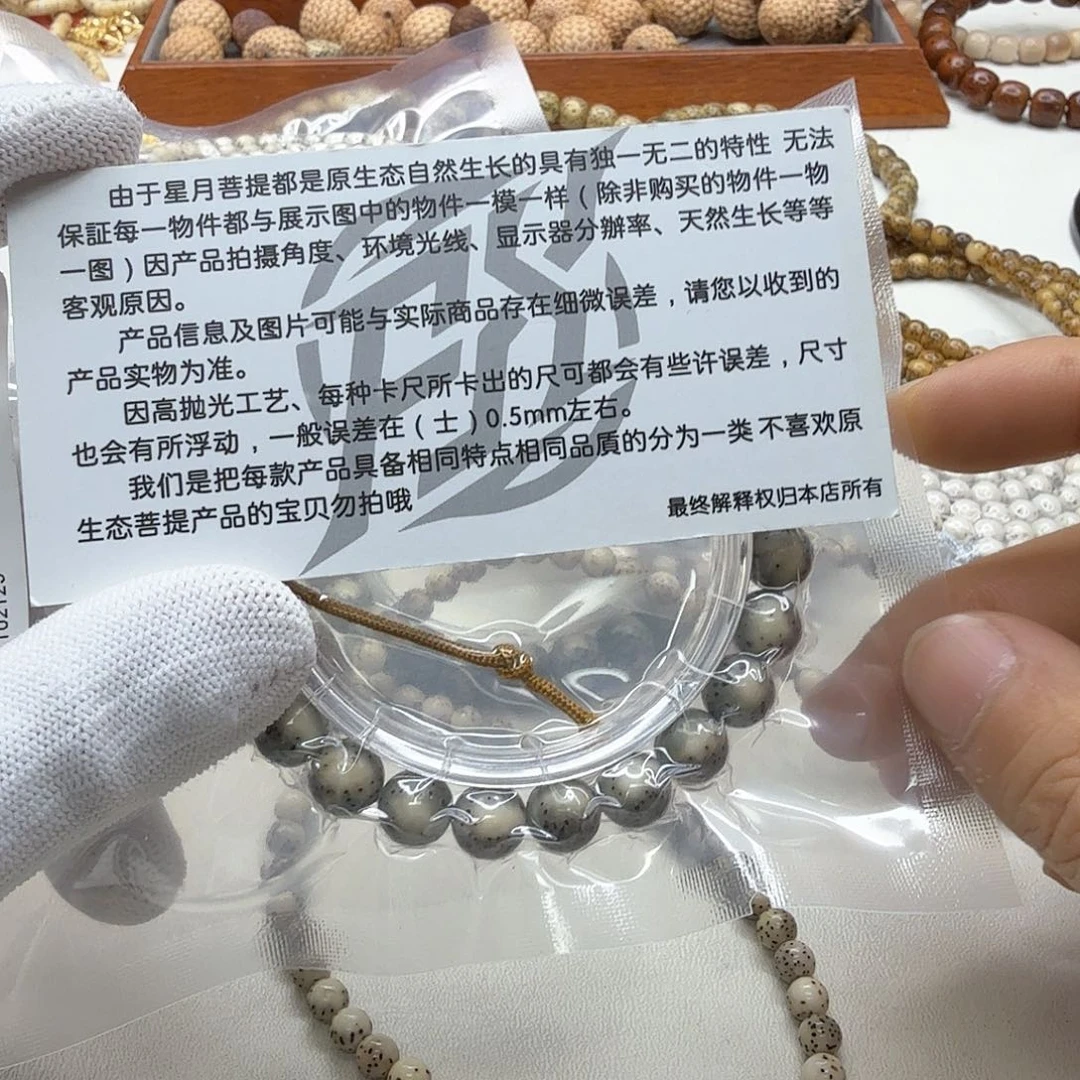 由于星月菩提都是原生态自然生长的具有独一无二的特性 无法
保証每一物件都与展示图中的物件一模一样（除非购买的物件一物
一图）因产品拍摄角度、环境光线、显示器分辦率、天然生长等等
客观原因。
产品信息及图片可能与实际商品存在细微误差，请您以收到的
产品实物为准。
因高抛光工艺、每种卡尺所卡出的尺可都会有些许误差，尺寸
也会有所浮动，一般误差在（士）0.5mm左右。
我们是把每款产品具备相同特点相同品質的分为一类 不喜欢原
生态菩提产品的宝贝勿拍哦
最终解释权归本店所有